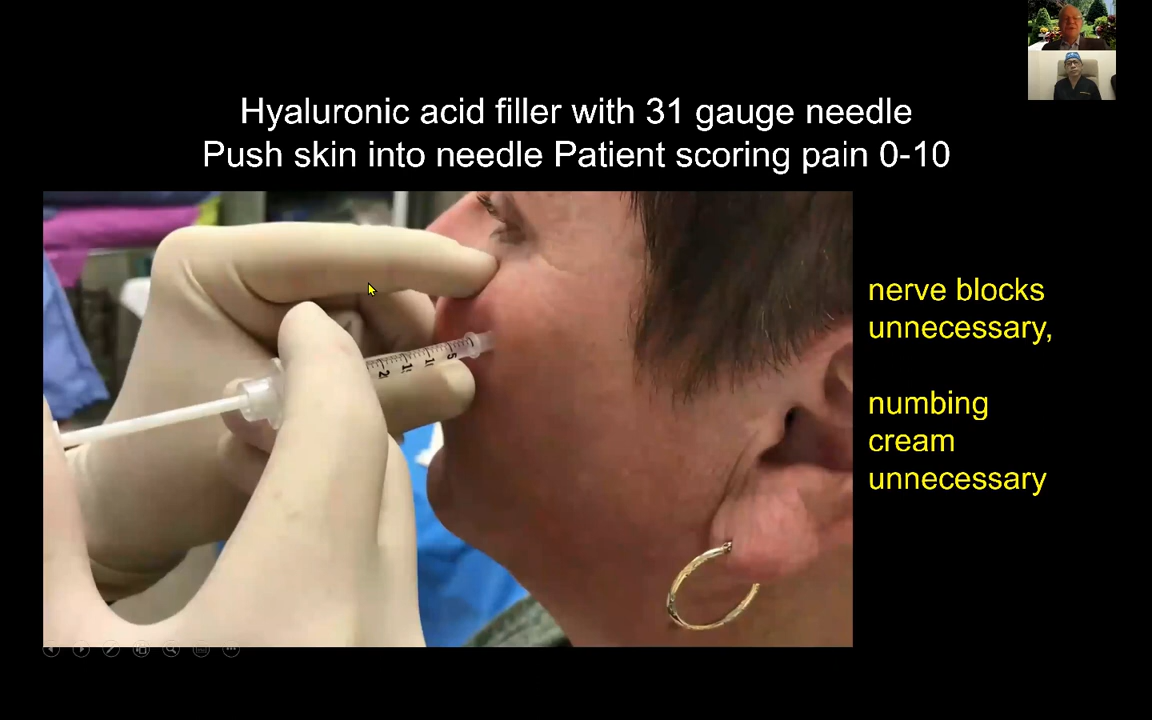 Hyaluronic acid filler with 31 gauge needle
Push skin into needle Patient scoring pain 0-10
nerve blocks
unnecessary,
numbing
cream
unnecessary